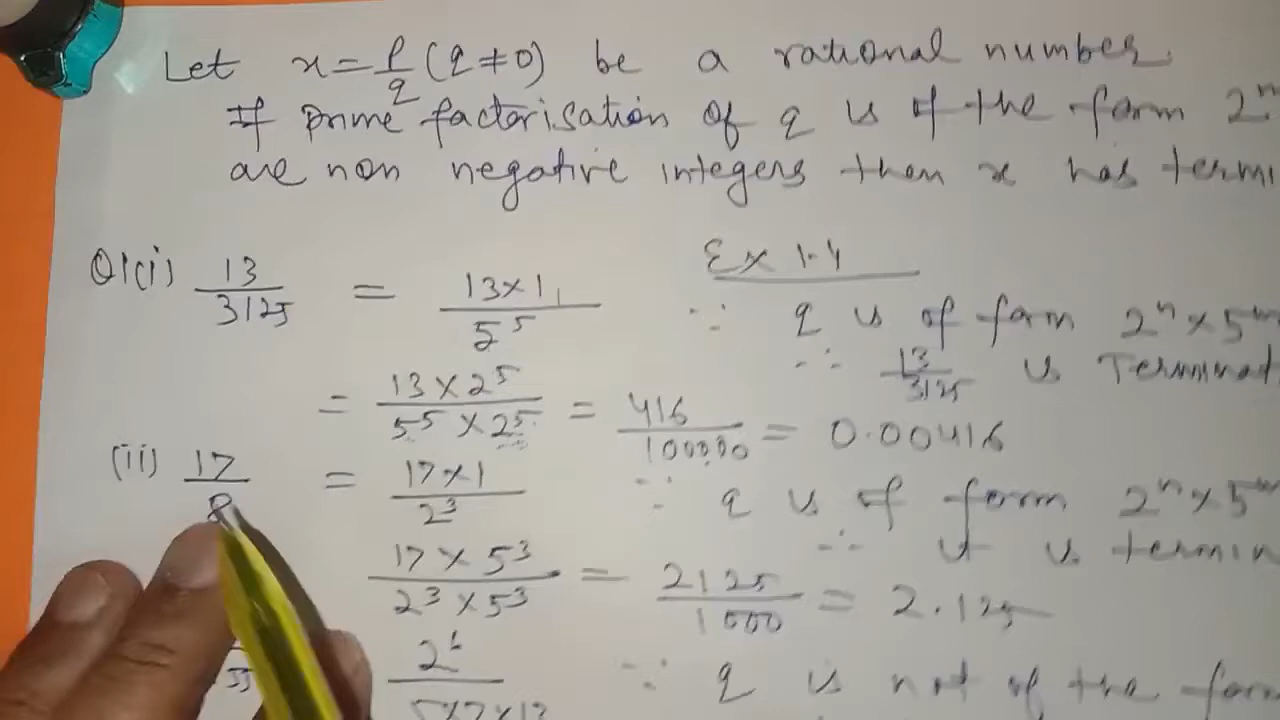 Let x = p/q (q ≠ 0) be a rational number.
If prime factorisation of q is of the form 2ⁿ
are non negative integers then x has termi
Ex 1.4
Q1(i) 13/3125 = 13×1/5⁵ ∵ q is of form 2ⁿ×5ᵐ
∴ 13/3125 is Terminat
= 13×2⁵/5⁵×2⁵ = 416/100000 = 0.00416
(ii) 17/8 = 17×1/2³ ∵ q is of form 2ⁿ×5ᵐ
∴ it is termin
17×5³/2³×5³ = 2125/1000 = 2.125
∵ q is not of the form